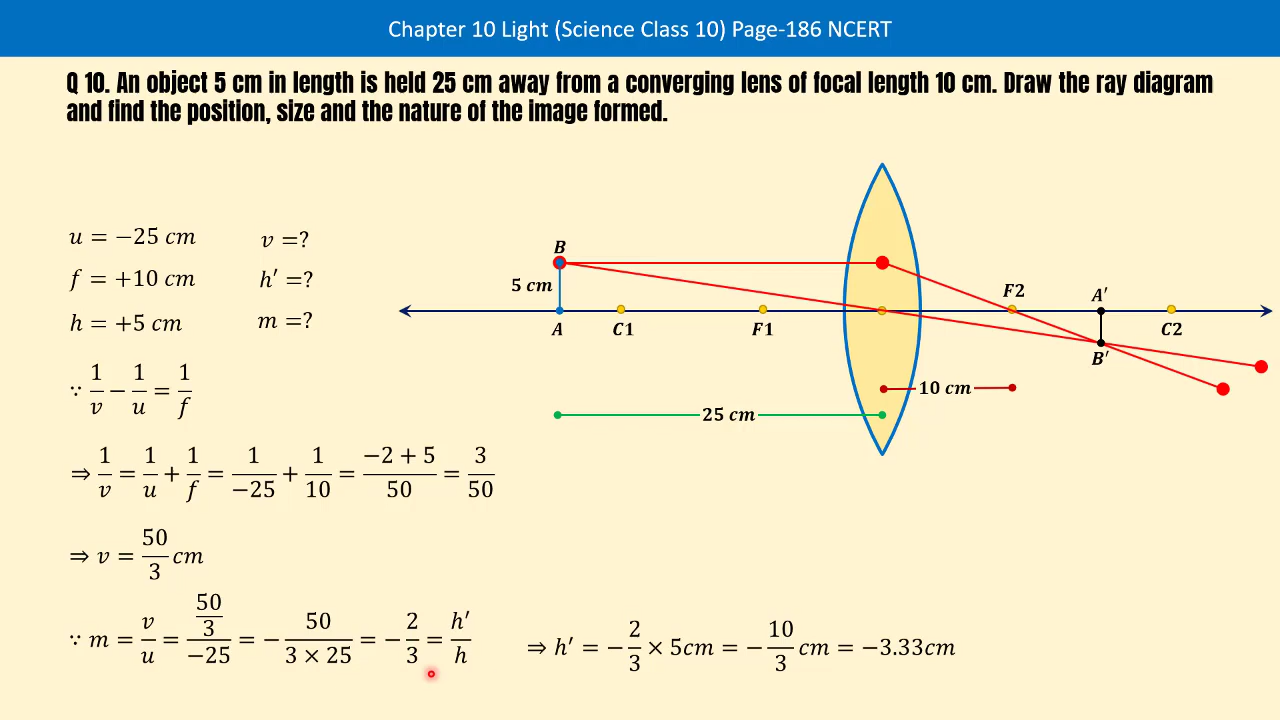 Chapter 10 Light (Science Class 10) Page-186 NCERT
Q 10. An object 5 cm in length is held 25 cm away from a converging lens of focal length 10 cm. Draw the ray diagram
and find the position, size and the nature of the image formed.
u = −25 cm
v =?
f = +10 cm
h′ =?
h = +5 cm
m =?
B
5 cm
A
C1
F1
F2
A′
C2
B′
10 cm
25 cm
∵ 1/v − 1/u = 1/f
⇒ 1/v = 1/u + 1/f = 1/−25 + 1/10 = −2 + 5/50 = 3/50
⇒ v = 50/3 cm
∵ m = v/u = 50/3/−25 = − 50/3 × 25 = − 2/3 = h′/h
⇒ h′ = − 2/3 × 5cm = − 10/3 cm = −3.33cm